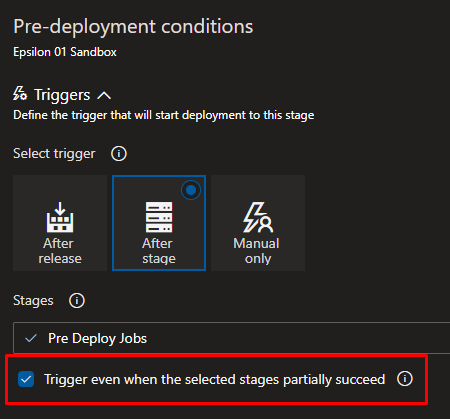 Pre-deployment conditions
Epsilon 01 Sandbox
Triggers
Define the trigger that will start deployment to this stage
Select trigger
After
release
After
stage
Manual
only
Stages
Pre Deploy Jobs
Trigger even when the selected stages partially succeed